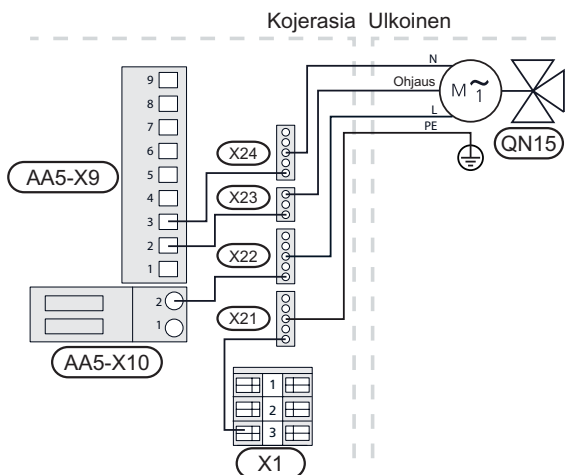 Kojerasia Ulkoinen
N
Ohjaus
L
PE
M ~ 1
QN15
9
8
7
6
5
4
3
2
1
AA5-X9
X24
X23
X22
X21
2
1
AA5-X10
1
2
3
X1